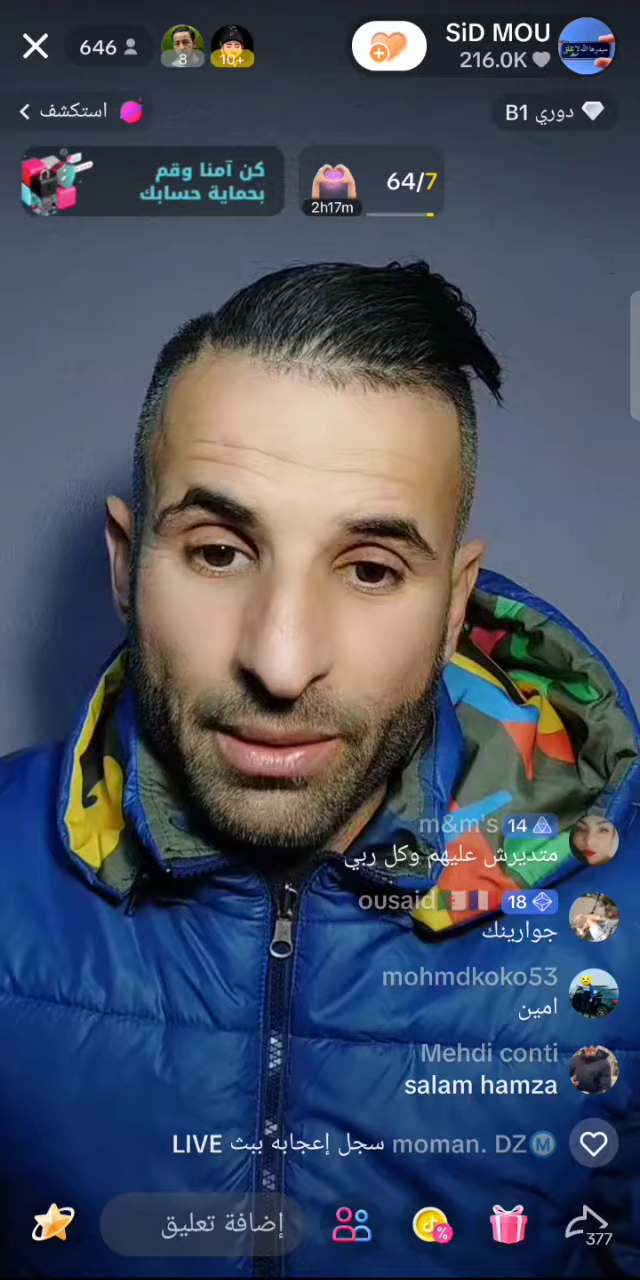 SiD MOU
216.0K
646
8
10+
دوري B1
استكشف
كن آمنا وقم
بحماية حسابك
64/7
2h17m
m&m's 14
متديرش عليهم وكل ربي
ousaid 18
جوارينك
mohmdkoko53
امين
Mehdi conti
salam hamza
moman. DZ Ⓜ سجل إعجابه ببث LIVE
إضافة تعليق
377